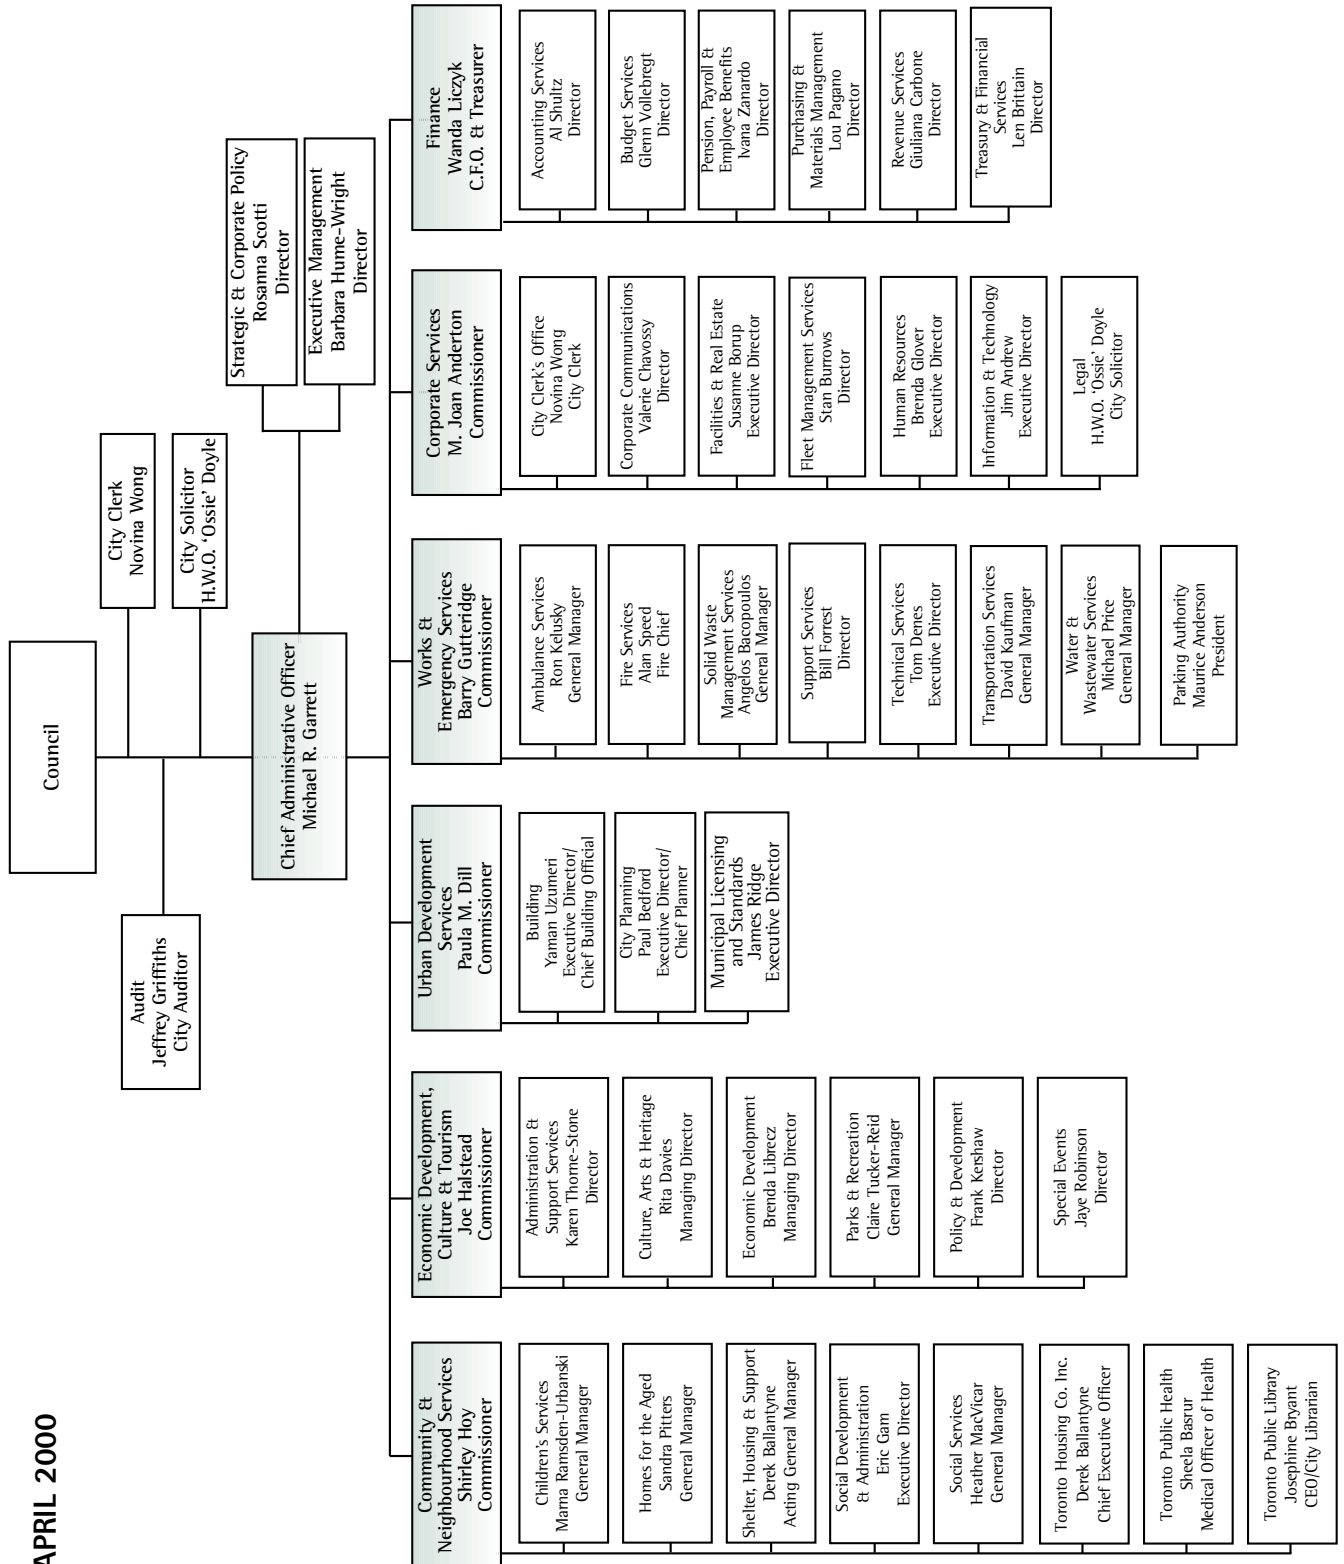 APRIL 2000
Council
City Clerk
Novina Wong
City Solicitor
H.W.O. ‘Ossie’ Doyle
Audit
Jeffrey Griffiths
City Auditor
Chief Administrative Officer
Michael R. Garrett
Strategic & Corporate Policy
Rosanna Scotti
Director
Executive Management
Barbara Hume-Wright
Director
Community &
Neighbourhood Services
Shirley Hoy
Commissioner
Children's Services
Marna Ramsden-Urbanski
General Manager
Homes for the Aged
Sandra Pitters
General Manager
Shelter, Housing & Support
Derek Ballantyne
Acting General Manager
Social Development
& Administration
Eric Gam
Executive Director
Social Services
Heather MacVicar
General Manager
Toronto Housing Co. Inc.
Derek Ballantyne
Chief Executive Officer
Toronto Public Health
Sheela Basrur
Medical Officer of Health
Toronto Public Library
Josephine Bryant
CEO/City Librarian
Economic Development,
Culture & Tourism
Joe Halstead
Commissioner
Administration &
Support Services
Karen Thorne-Stone
Director
Culture, Arts & Heritage
Rita Davies
Managing Director
Economic Development
Brenda Librecz
Managing Director
Parks & Recreation
Claire Tucker-Reid
General Manager
Policy & Development
Frank Kershaw
Director
Special Events
Jaye Robinson
Director
Urban Development
Services
Paula M. Dill
Commissioner
Building
Yaman Uzumeri
Executive Director/
Chief Building Official
City Planning
Paul Bedford
Executive Director/
Chief Planner
Municipal Licensing
and Standards
James Ridge
Executive Director
Works &
Emergency Services
Barry Gutteridge
Commissioner
Ambulance Services
Ron Kelusky
General Manager
Fire Services
Alan Speed
Fire Chief
Solid Waste
Management Services
Angelos Bacopoulos
General Manager
Support Services
Bill Forrest
Director
Technical Services
Tom Denes
Executive Director
Transportation Services
David Kaufman
General Manager
Water &
Wastewater Services
Michael Price
General Manager
Parking Authority
Maurice Anderson
President
Corporate Services
M. Joan Anderton
Commissioner
City Clerk's Office
Novina Wong
City Clerk
Corporate Communications
Valerie Chavossy
Director
Facilities & Real Estate
Susanne Borup
Executive Director
Fleet Management Services
Stan Burrows
Director
Human Resources
Brenda Glover
Executive Director
Information & Technology
Jim Andrew
Executive Director
Legal
H.W.O. ‘Ossie’ Doyle
City Solicitor
Finance
Wanda Liczyk
C.F.O. & Treasurer
Accounting Services
Al Shultz
Director
Budget Services
Glenn Vollebregt
Director
Pension, Payroll &
Employee Benefits
Ivana Zanardo
Director
Purchasing &
Materials Management
Lou Pagano
Director
Revenue Services
Giuliana Carbone
Director
Treasury & Financial
Services
Len Brittain
Director